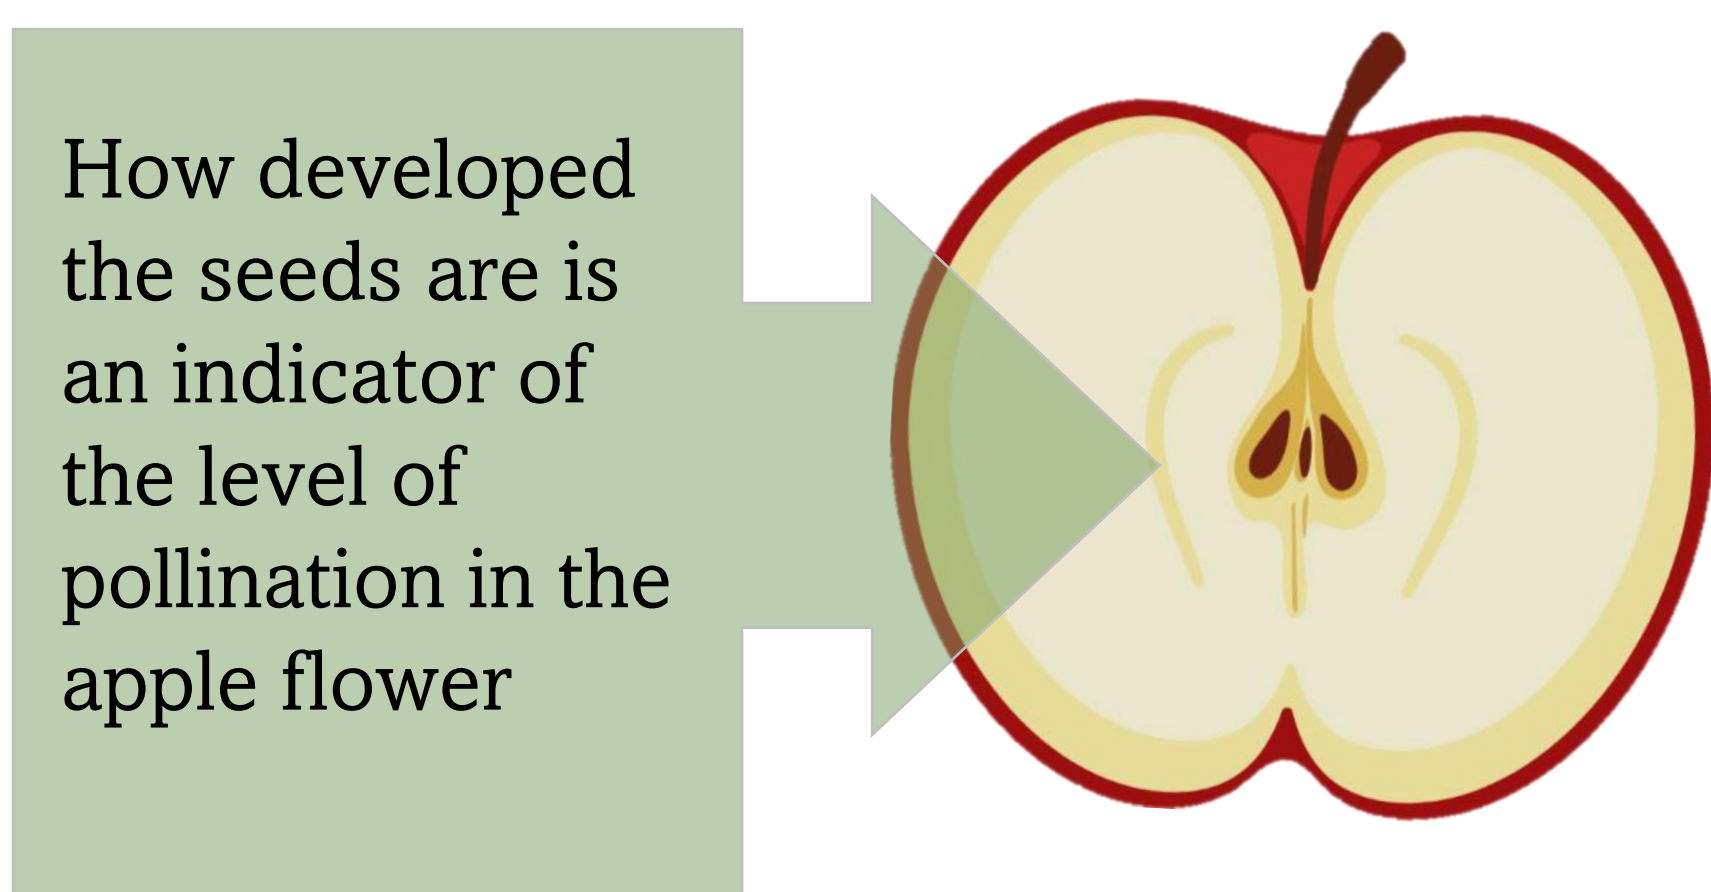 How developed
the seeds are is
an indicator of
the level of
pollination in the
apple flower